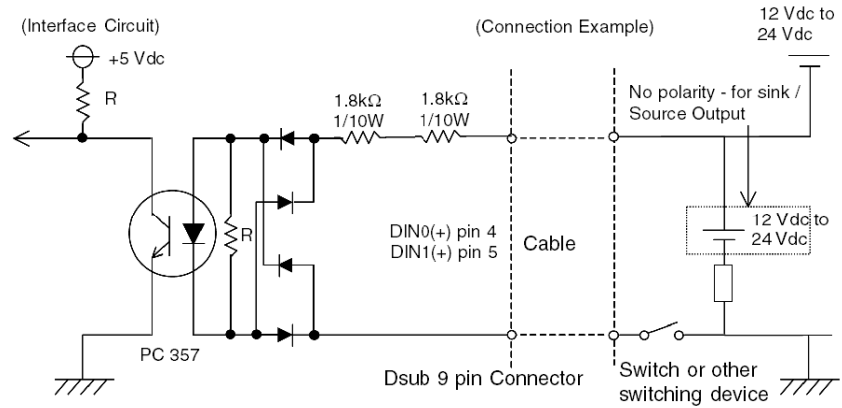 (Interface Circuit)
(Connection Example)
12 Vdc to
24 Vdc
+5 Vdc
R
1.8kΩ
1/10W
1.8kΩ
1/10W
No polarity - for sink /
Source Output
R
DIN0(+) pin 4
DIN1(+) pin 5
Cable
12 Vdc to
24 Vdc
PC 357
Dsub 9 pin Connector
Switch or other
switching device